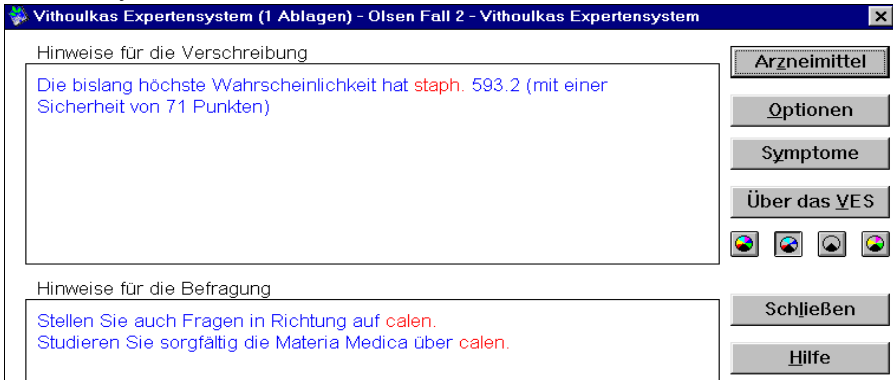 Vithoulkas Expertensystem (1 Ablagen) - Olsen Fall 2 - Vithoulkas Expertensystem
Hinweise für die Verschreibung
Die bislang höchste Wahrscheinlichkeit hat staph. 593.2 (mit einer
Sicherheit von 71 Punkten)
Arzneimittel
Optionen
Symptome
Über das VES
Hinweise für die Befragung
Stellen Sie auch Fragen in Richtung auf calen.
Studieren Sie sorgfältig die Materia Medica über calen.
Schließen
Hilfe